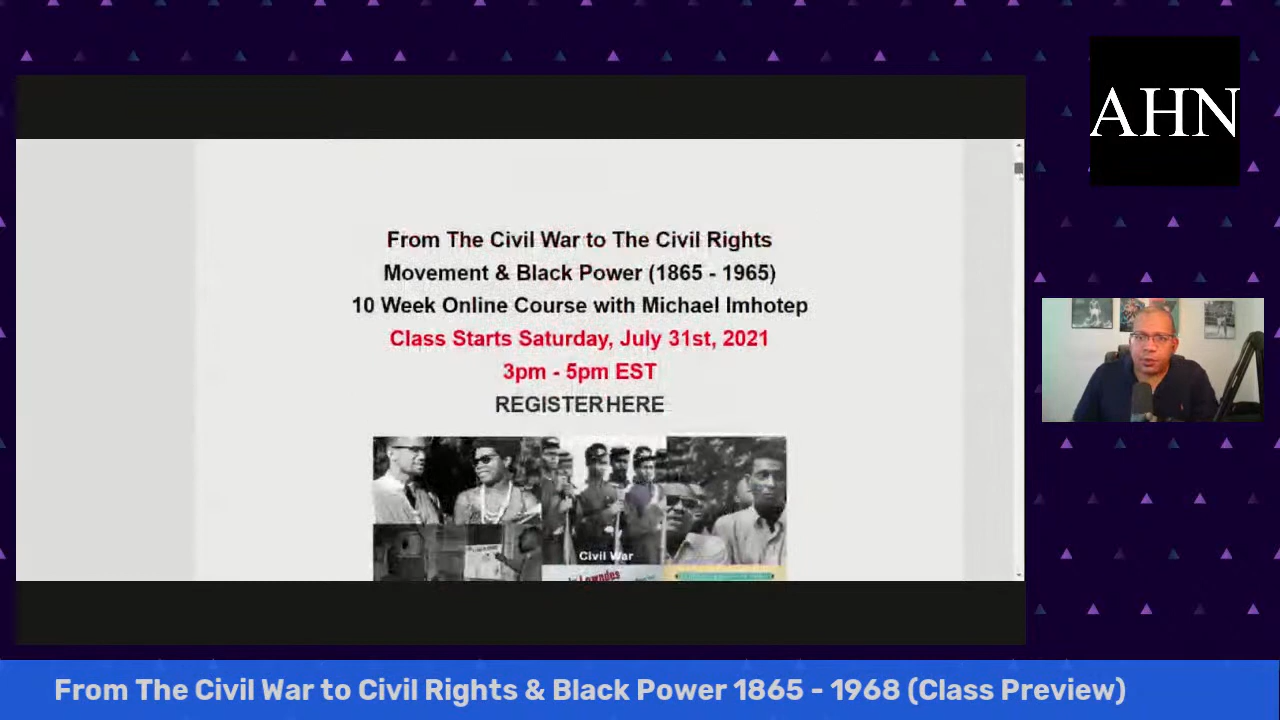 AHN
From The Civil War to The Civil Rights
Movement & Black Power (1865 - 1965)
10 Week Online Course with Michael Imhotep
Class Starts Saturday, July 31st, 2021
3pm - 5pm EST
REGISTER HERE
Civil War
Lowndes
From The Civil War to Civil Rights & Black Power 1865 - 1968 (Class Preview)